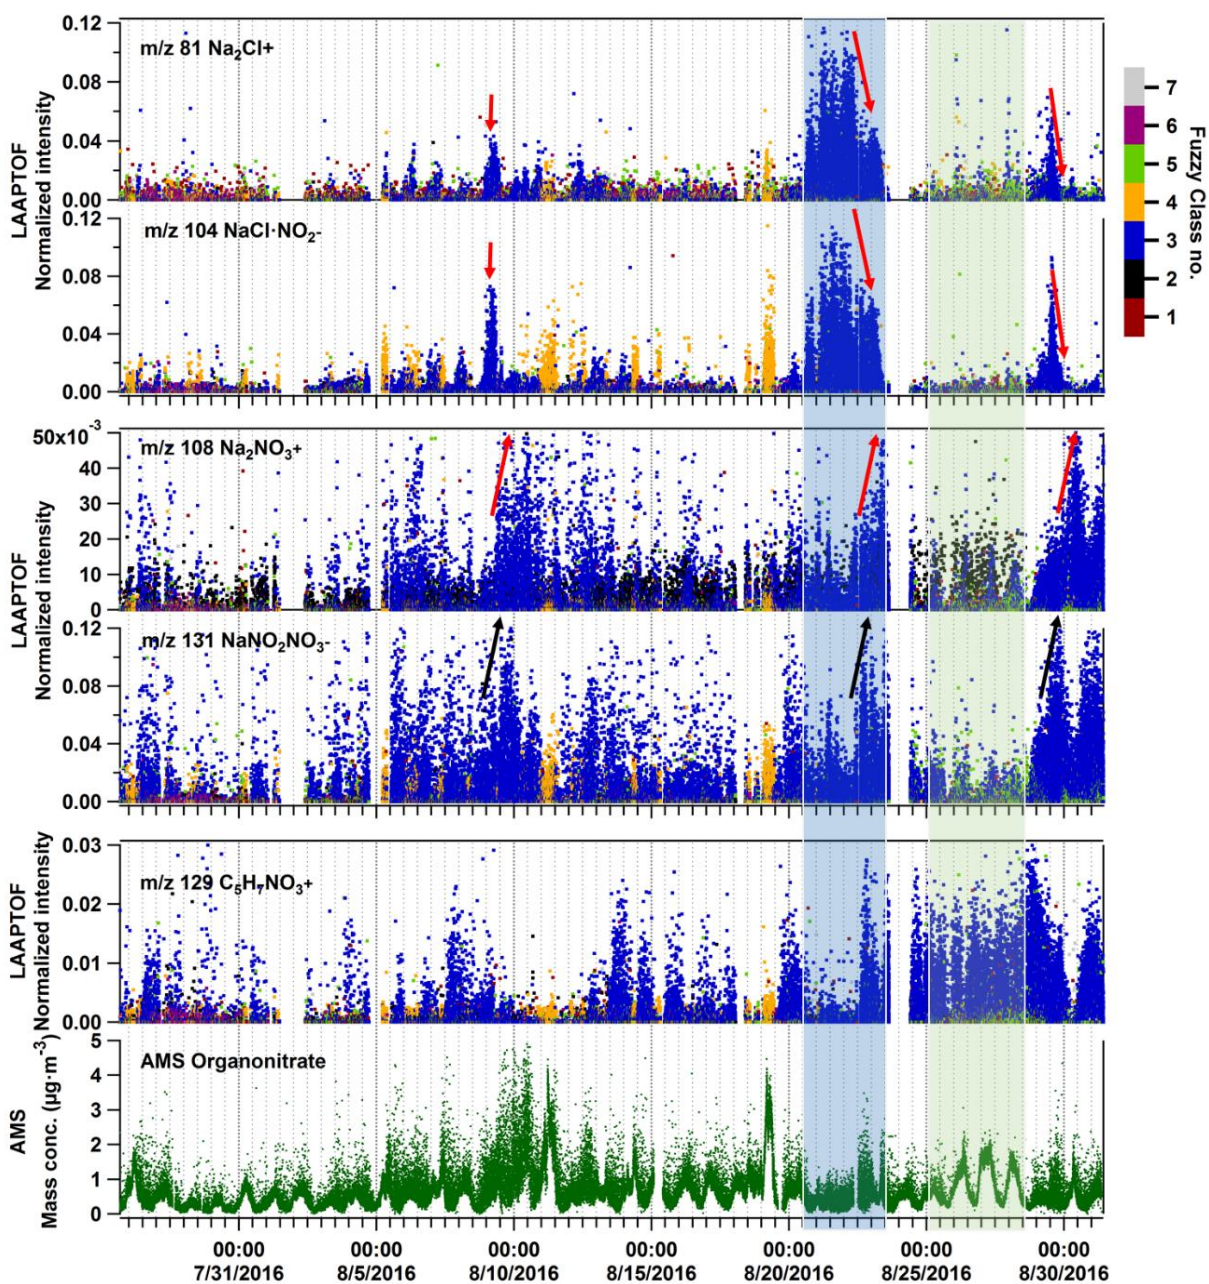 0.12
m/z 81 Na₂Cl+
0.08
0.04
0.00
LAAPTOF
Normalized intensity
0.12
m/z 104 NaCl·NO₂-
0.08
0.04
0.00
LAAPTOF
Normalized intensity
50x10⁻³
m/z 108 Na₂NO₃+
40
30
20
10
0
LAAPTOF
Normalized intensity
0.12
m/z 131 NaNO₂NO₃-
0.08
0.04
0.00
LAAPTOF
Normalized intensity
0.03
m/z 129 C₅H₇NO₃+
0.02
0.01
0.00
LAAPTOF
Normalized intensity
5
AMS Organonitrate
4
3
2
1
0
AMS
Mass conc. (µg·m⁻³)
00:00 00:00 00:00 00:00 00:00 00:00 00:00
7/31/2016 8/5/2016 8/10/2016 8/15/2016 8/20/2016 8/25/2016 8/30/2016
7
6
5
4
3
2
1
Fuzzy Class no.